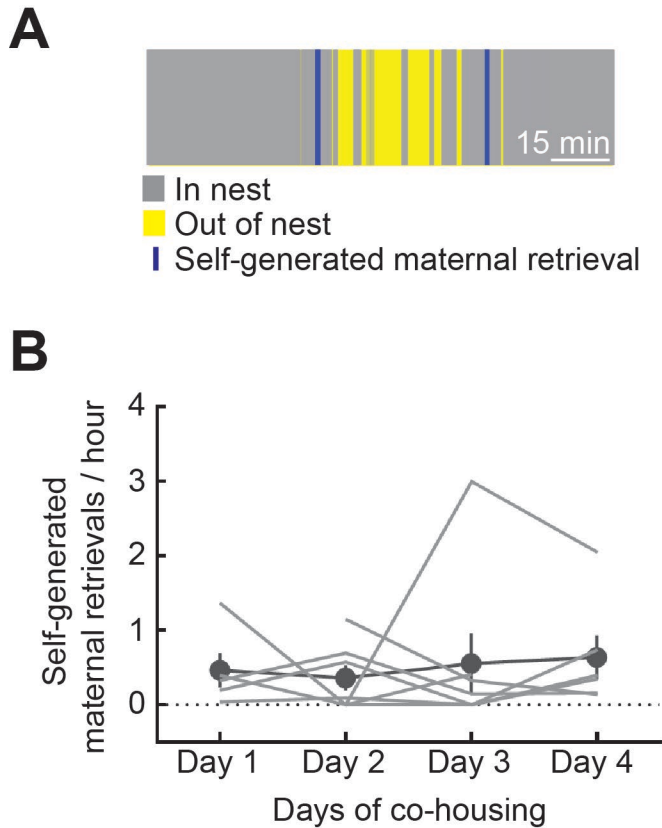 A
15 min
In nest
Out of nest
Self-generated maternal retrieval
B
Self-generated
maternal retrievals / hour
4
3
2
1
0
Day 1 Day 2 Day 3 Day 4
Days of co-housing